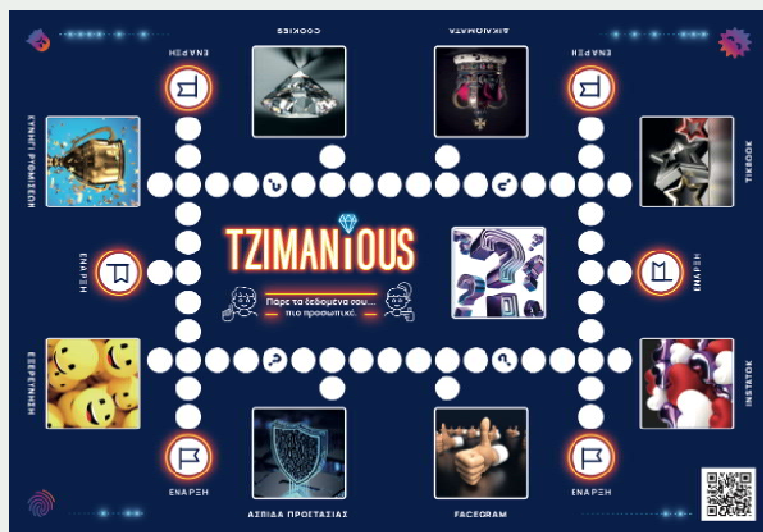 COOKIES
ΔΙΚΑΙΩΜΑΤΑ
ΕΝΑΡΞΗ
ΕΝΑΡΞΗ
ΚΥΝΗΓΙ ΡΥΘΜΙΣΕΩΝ
TIKBOOK
?
?
TZIMANiOUS
Πάρε τα δεδομένα σου...
πιο προσωπικά.
ΕΝΑΡΞΗ
ΕΝΑΡΞΗ
?
?
ΕΞΕΡΕΥΝΗΣΗ
INSTATOK
ΕΝΑΡΞΗ
ΑΣΠΙΔΑ ΠΡΟΣΤΑΣΙΑΣ
FACEGRAM
ΕΝΑΡΞΗ